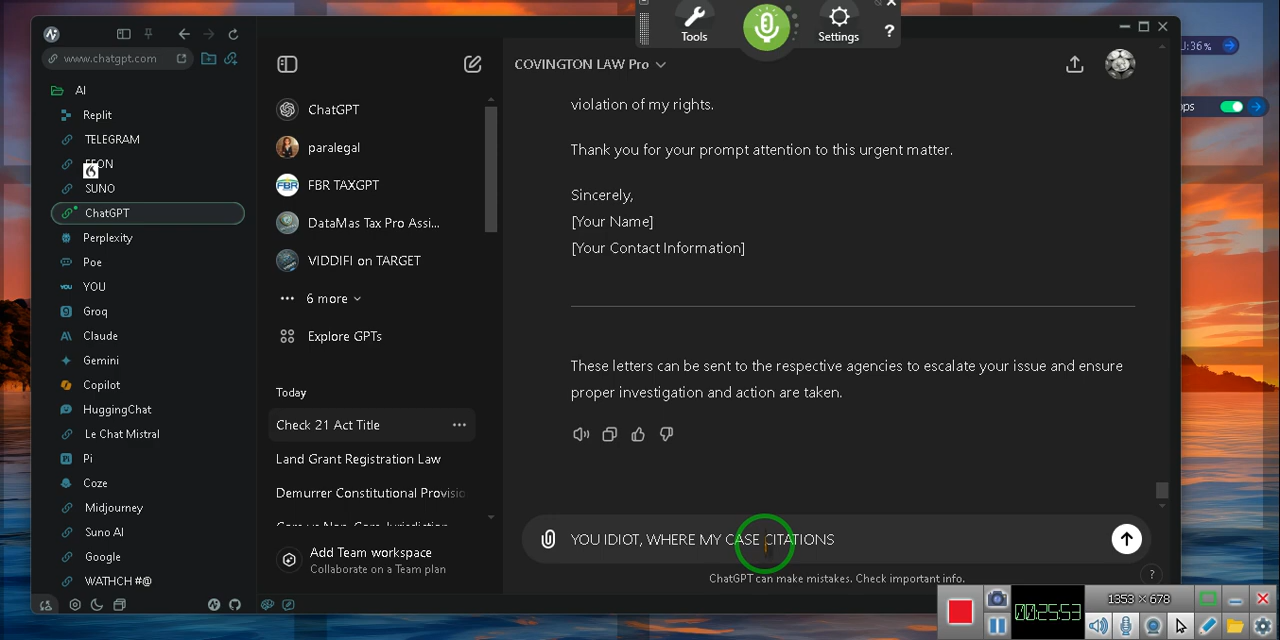 Tools
Settings
?
www.chatgpt.com
U:36%
COVINGTON LAW Pro
AI
Replit
TELEGRAM
SUNO
ChatGPT
Perplexity
Poe
YOU
Groq
Claude
Gemini
Copilot
HuggingChat
Le Chat Mistral
Pi
Coze
Midjourney
Suno AI
Google
WATHCH #@
ChatGPT
paralegal
FBR TAXGPT
DataMas Tax Pro Assi...
VIDDIFI on TARGET
6 more
Explore GPTs
Today
Check 21 Act Title
Land Grant Registration Law
Demurrer Constitutional Provisio
Add Team workspace
Collaborate on a Team plan
violation of my rights.
Thank you for your prompt attention to this urgent matter.
Sincerely,
[Your Name]
[Your Contact Information]
These letters can be sent to the respective agencies to escalate your issue and ensure
proper investigation and action are taken.
YOU IDIOT, WHERE MY CASE CITATIONS
ChatGPT can make mistakes. Check important info.
?
ops
1353 × 678
00:25:53